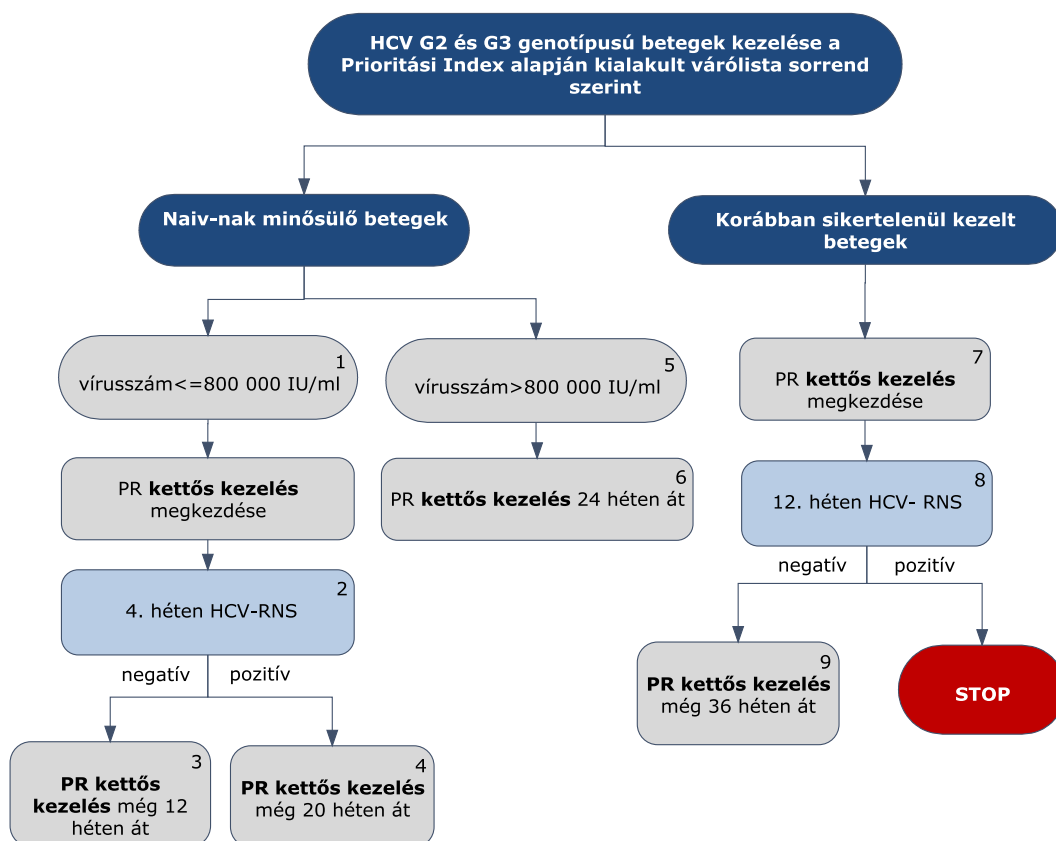 HCV G2 és G3 genotípusú betegek kezelése a
Prioritási Index alapján kialakult várólista sorrend
szerint
Naiv-nak minősülő betegek
Korábban sikertelenül kezelt
betegek
1
vírusszám<=800 000 IU/ml
5
vírusszám>800 000 IU/ml
7
PR kettős kezelés
megkezdése
PR kettős kezelés
megkezdése
6
PR kettős kezelés 24 héten át
8
12. héten HCV- RNS
negatív
pozitív
2
4. héten HCV-RNS
negatív
pozitív
9
PR kettős kezelés
még 36 héten át
STOP
3
PR kettős
kezelés még 12
héten át
4
PR kettős kezelés
még 20 héten át